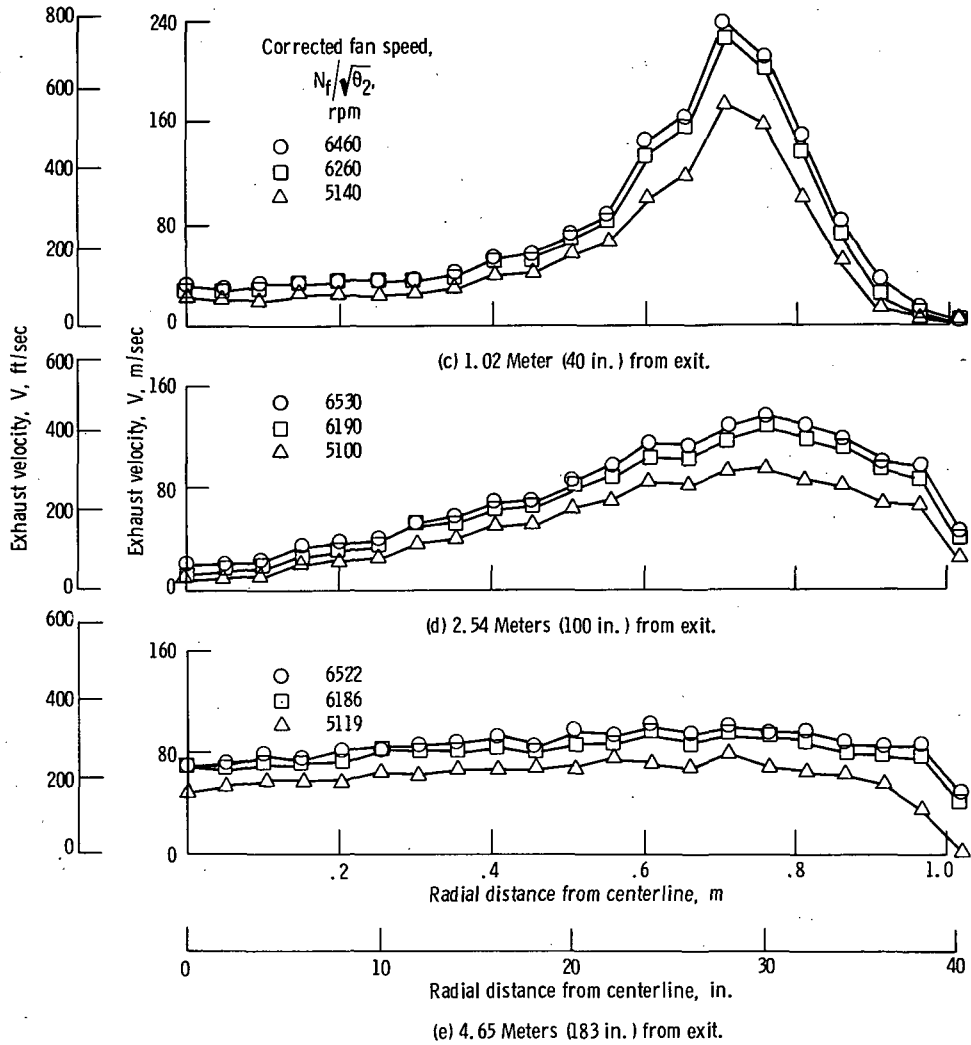 Exhaust velocity, V, ft/sec
Exhaust velocity, V, m/sec
800
600
400
200
0
240
160
80
0
Corrected fan speed,
N_f/√θ_2,
rpm
6460
6260
5140
(c) 1.02 Meter (40 in.) from exit.
600
400
200
0
160
80
0
6530
6190
5100
(d) 2.54 Meters (100 in.) from exit.
600
400
200
0
160
80
0
6522
6186
5119
.2 .4 .6 .8 1.0
Radial distance from centerline, m
0 10 20 30 40
Radial distance from centerline, in.
(e) 4.65 Meters (183 in.) from exit.